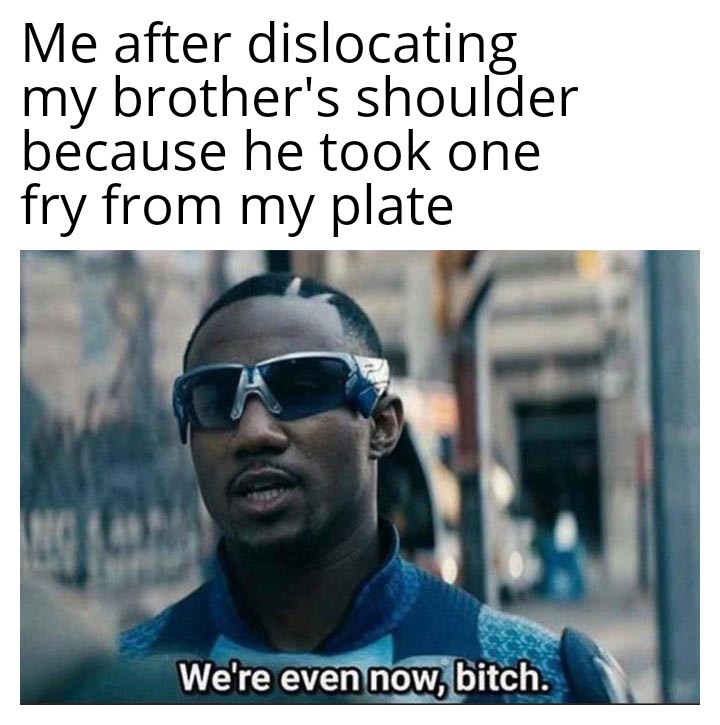 Me after dislocating
my brother's shoulder
because he took one
fry from my plate
We're even now, bitch.